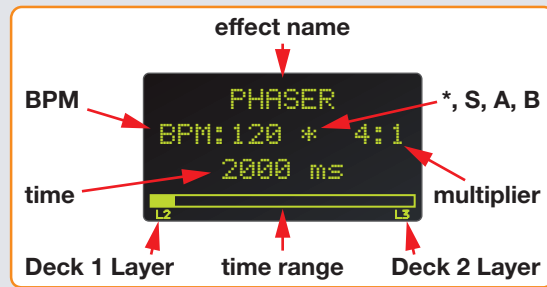 effect name
BPM
*, S, A, B
PHASER
BPM:120 * 4:1
2000 ms
time
multiplier
L2 L3
Deck 1 Layer time range Deck 2 Layer